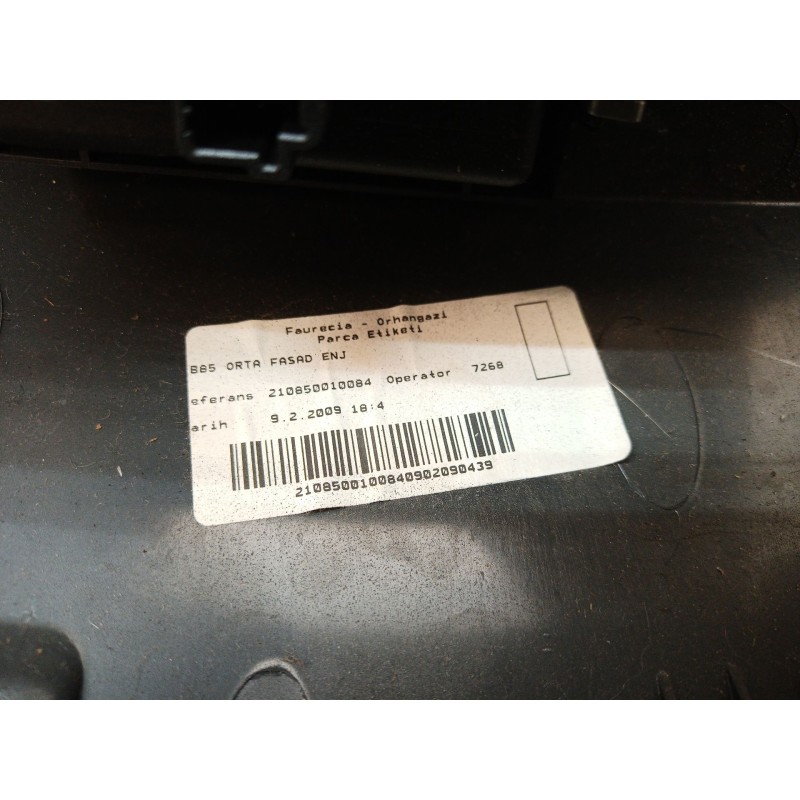 Faurecia - Orhangazi
Parca Etiketi
B85 ORTA FASAD ENJ
eferans 210850010084 Operator 7268
arih 9.2.2009 18:4
2108500100840902090439